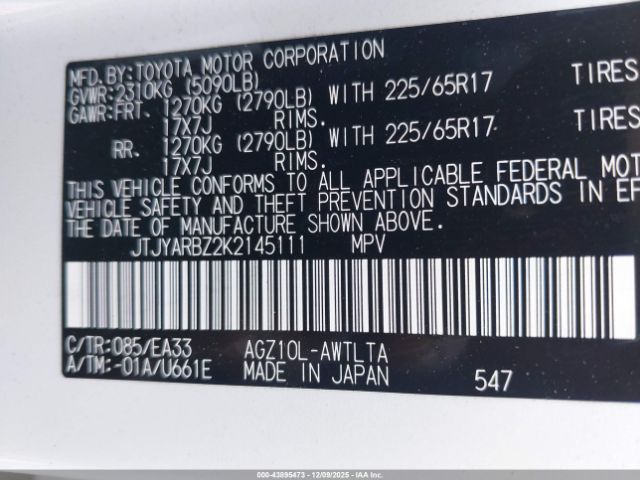 MFD.BY:TOYOTA MOTOR CORPORATION
GVWR:2310KG (5090LB)
GAWR:FRT. 1270KG (2790LB) WITH 225/65R17 TIRES
17X7J RIMS.
RR. 1270KG (2790LB) WITH 225/65R17 TIRES
17X7J RIMS.
THIS VEHICLE CONFORMS TO ALL APPLICABLE FEDERAL MOT
VEHICLE SAFETY AND THEFT PREVENTION STANDARDS IN EF
THE DATE OF MANUFACTURE SHOWN ABOVE.
JTJYARBZ2K2145111 MPV
C/TR:085/EA33 AGZ10L-AWTLTA
A/TM:-01A/U661E MADE IN JAPAN 547
000-43895473 | 12/09/2025 - IAAI